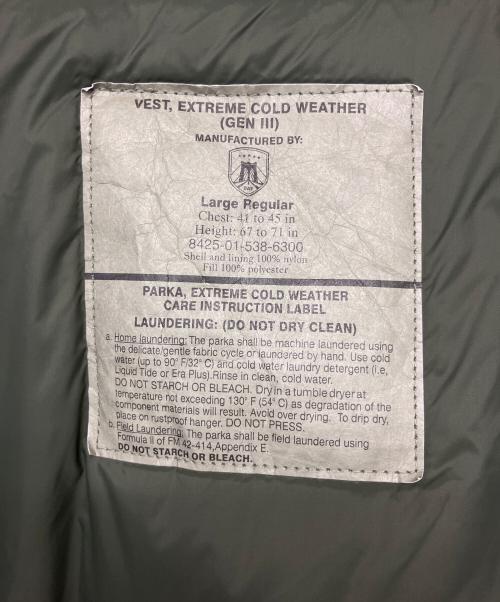 VEST, EXTREME COLD WEATHER
(GEN III)
MANUFACTURED BY:
Large Regular
Chest: 41 to 45 in
Height: 67 to 71 in
8425-01-538-6300
Shell and lining 100% nylon
Fill 100% polyester
PARKA, EXTREME COLD WEATHER
CARE INSTRUCTION LABEL
LAUNDERING: (DO NOT DRY CLEAN)
a. Home laundering: The parka shall be machine laundered using
the delicate/gentle fabric cycle or laundered by hand. Use cold
water (up to 90° F/32° C) and cold water laundry detergent (i.e,
Liquid Tide or Era Plus).Rinse in clean, cold water.
DO NOT STARCH OR BLEACH. Dry in a tumble dryer at
temperature not exceeding 130° F (54° C) as degradation of the
component materials will result. Avoid over drying. To drip dry,
place on rustproof hanger. DO NOT PRESS.
b. Field Laundering: The parka shall be field laundered using
Formula II of FM 42-414,Appendix E.
DO NOT STARCH OR BLEACH.